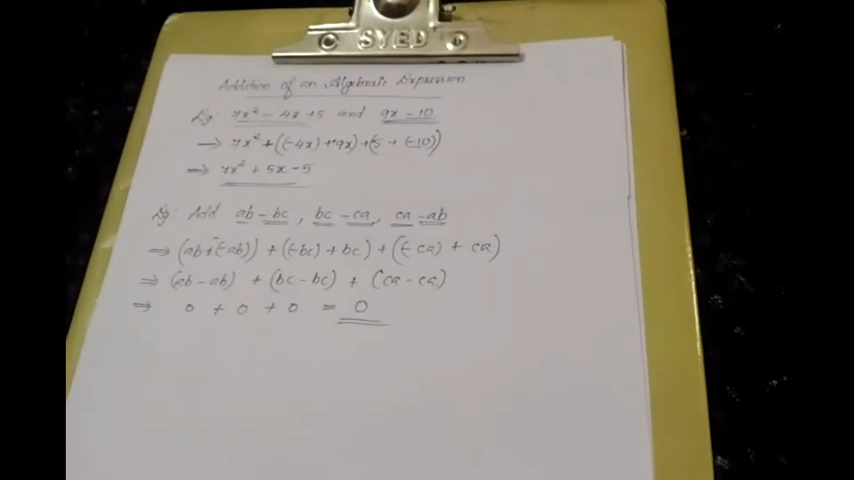 SYED
Addition of an Algebraic Expression
Eg 7x² - 4x + 5 and 9x - 10
→ 7x² + ((-4x) + 9x) + (5 + (-10))
⇒ 7x² + 5x - 5
Eg: Add ab - bc, bc - ca, ca - ab
⇒ (ab + (-ab)) + ((-bc) + bc) + ((-ca) + ca)
⇒ (ab - ab) + (bc - bc) + (ca - ca)
⇒ 0 + 0 + 0 = 0